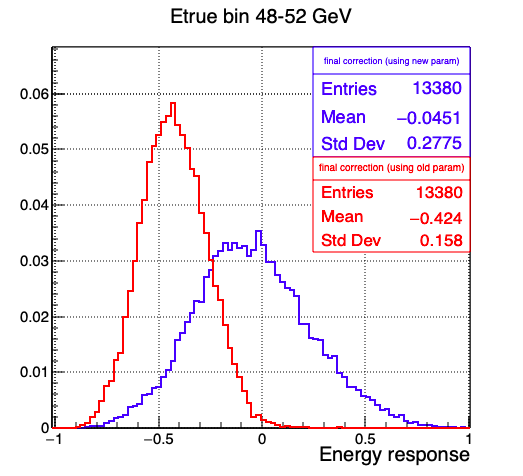 Etrue bin 48-52 GeV
final correction (using new param)
Entries 13380
Mean −0.0451
Std Dev 0.2775
final correction (using old param)
Entries 13380
Mean −0.424
Std Dev 0.158
0.06
0.05
0.04
0.03
0.02
0.01
0
−1 −0.5 0 0.5 1
Energy response